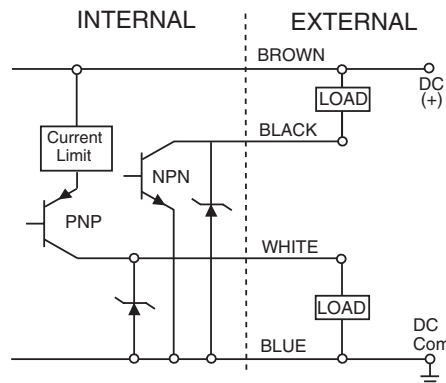 INTERNAL
EXTERNAL
BROWN
DC
(+)
LOAD
BLACK
Current
Limit
NPN
PNP
WHITE
LOAD
DC
Com
BLUE